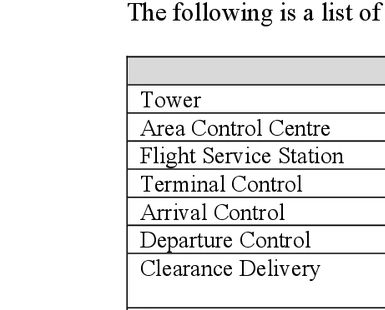 The following is a list of
Tower
Area Control Centre
Flight Service Station
Terminal Control
Arrival Control
Departure Control
Clearance Delivery